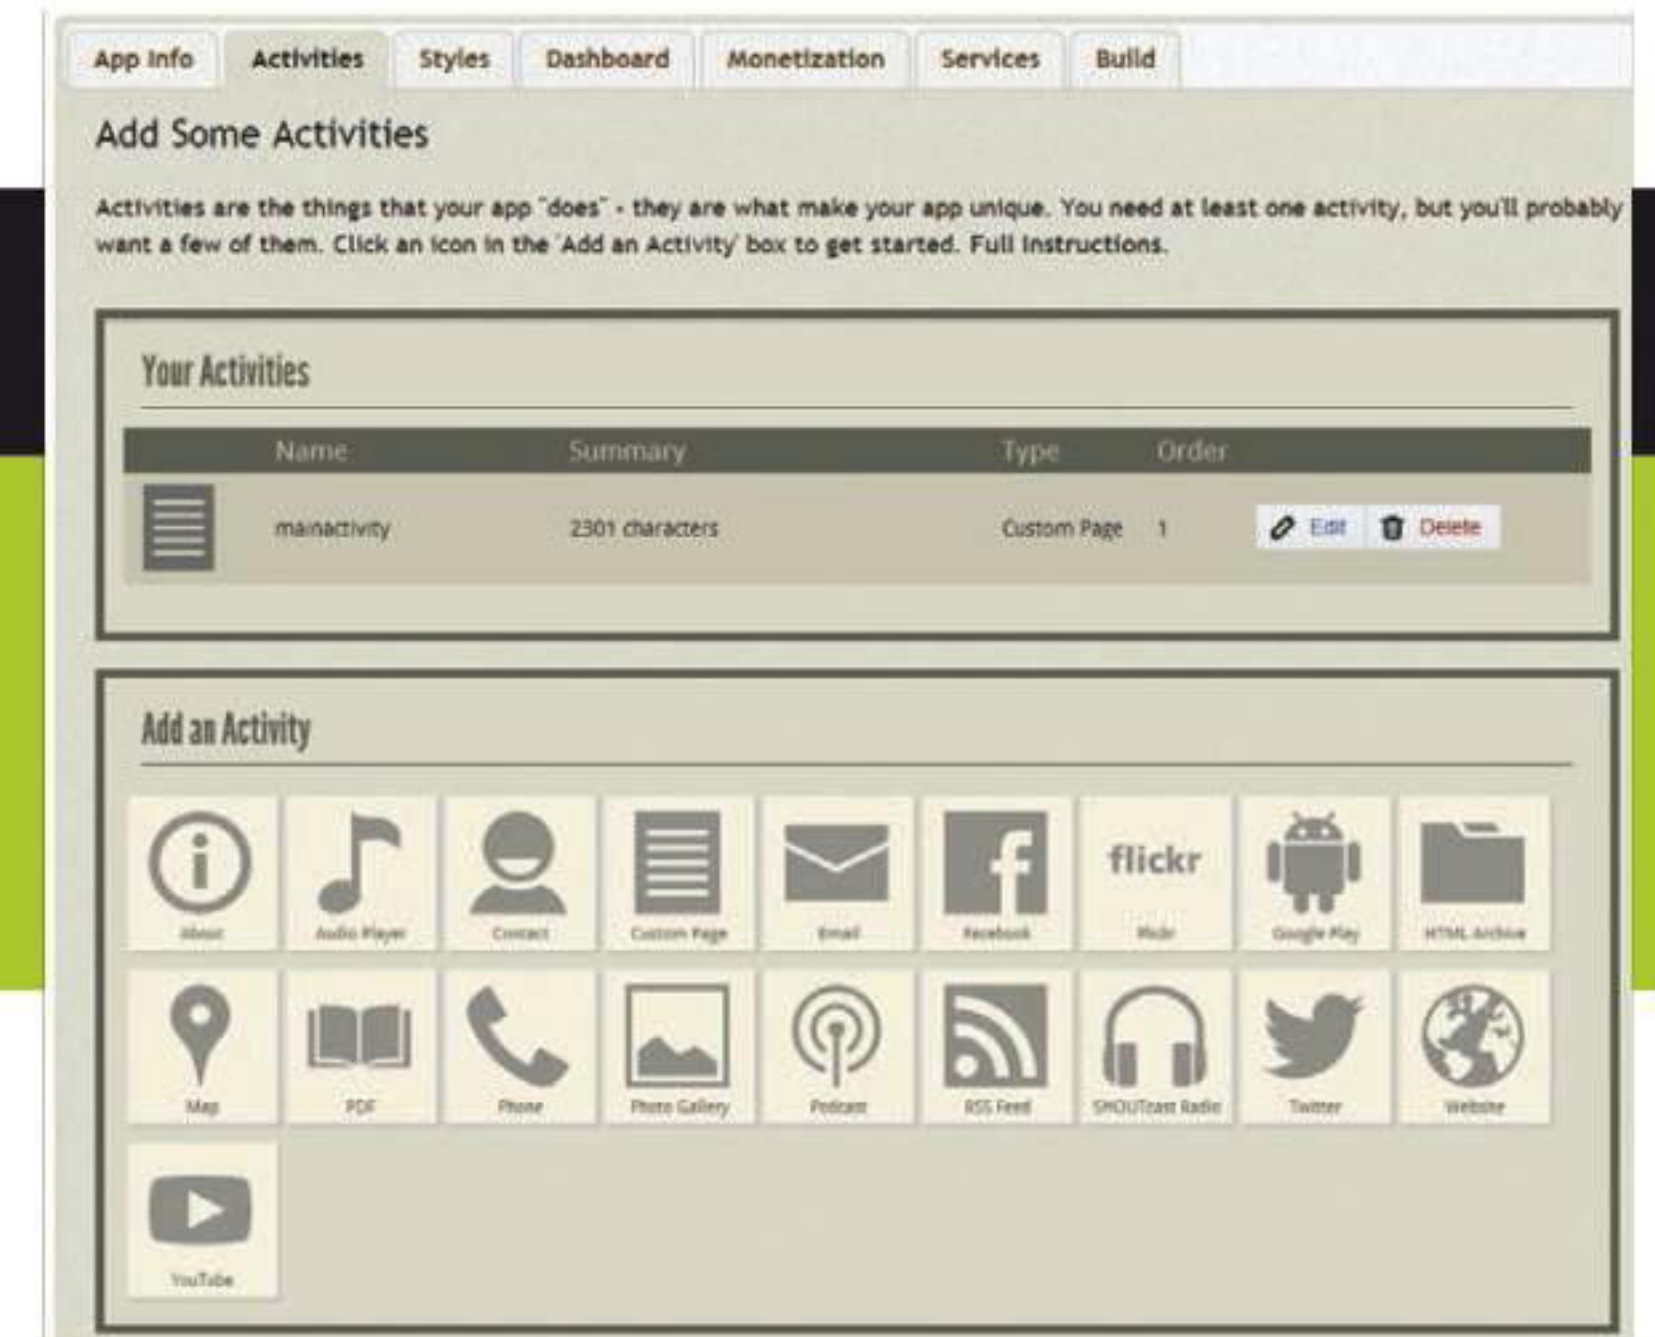 App Info Activities Styles Dashboard Monetization Services Build
Add Some Activities
Activities are the things that your app "does" - they are what make your app unique. You need at least one activity, but you'll probably
want a few of them. Click an icon in the 'Add an Activity' box to get started. Full Instructions.
Your Activities
Name Summary Type Order
mainactivity 2301 characters Custom Page 1 Edit Delete
Add an Activity
flickr
About Audio Player Contact Custom Page Email Facebook Flickr Google Play HTML Archive
Map PDF Phone Photo Gallery Podcast RSS Feed SHOUTcast Radio Twitter Website
YouTube